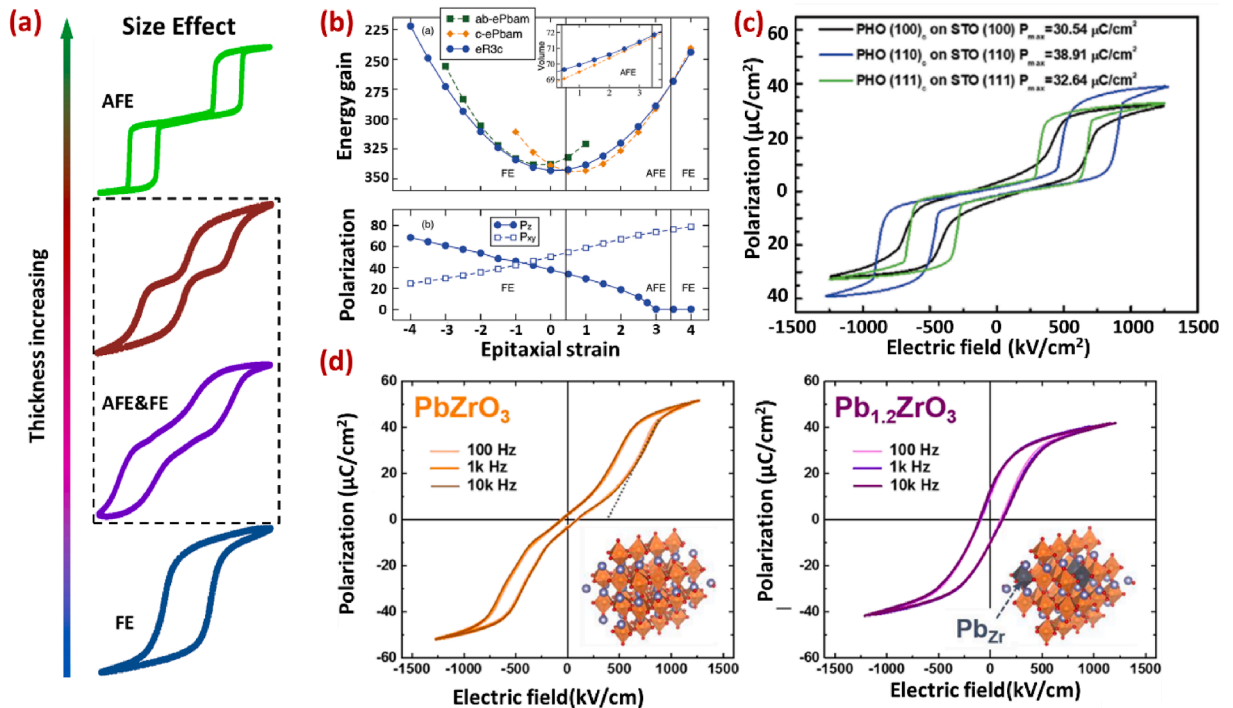 (a)
Size Effect
AFE
AFE&FE
FE
Thickness increasing
(b)
ab-ePbam
c-ePbam
eR3c
(a)
72
71
70
69
Volume
AFE
1 2 3
Energy gain
225
250
275
300
325
350
FE
AFE
FE
(b)
Pz
Pxy
Polarization
80
60
40
20
0
FE
AFE
FE
-4 -3 -2 -1 0 1 2 3 4
Epitaxial strain
(c)
PHO (100)c on STO (100) Pmax=30.54 μC/cm²
PHO (110)c on STO (110) Pmax=38.91 μC/cm²
PHO (111)c on STO (111) Pmax=32.64 μC/cm²
Polarization (μC/cm²)
60
40
20
0
20
40
-1500 -1000 -500 0 500 1000 1500
Electric field (kV/cm²)
(d)
PbZrO₃
100 Hz
1k Hz
10k Hz
Polarization (μC/cm²)
60
40
20
0
-20
-40
-60
-1500 -1000 -500 0 500 1000 1500
Electric field(kV/cm)
Pb₁.₂ZrO₃
100 Hz
1k Hz
10k Hz
PbZr
Polarization (μC/cm²)
60
40
20
0
-20
-40
-60
-1500 -1000 -500 0 500 1000 1500
Electric field(kV/cm)